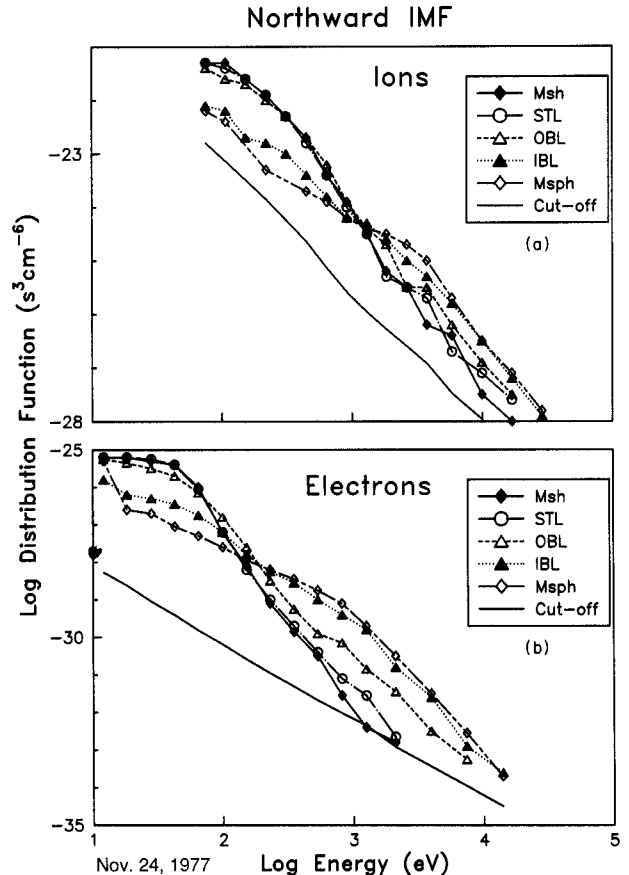 Northward IMF
Ions
Msh
STL
OBL
IBL
Msph
Cut-off
(a)
-23
-28
Log Distribution Function (s³cm⁻⁶)
-25
Electrons
Msh
STL
OBL
IBL
Msph
Cut-off
(b)
-30
-35
1 2 3 4 5
Nov. 24, 1977 Log Energy (eV)